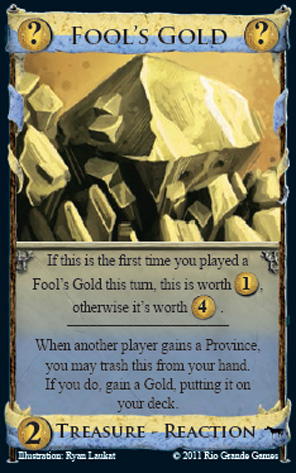 ? FOOL'S GOLD ?
If this is the first time you played a
Fool's Gold this turn, this is worth 1,
otherwise it's worth 4.
When another player gains a Province,
you may trash this from your hand.
If you do, gain a Gold, putting it on
your deck.
2 TREASURE - REACTION
Illustration: Ryan Laukat © 2011 Rio Grande Games